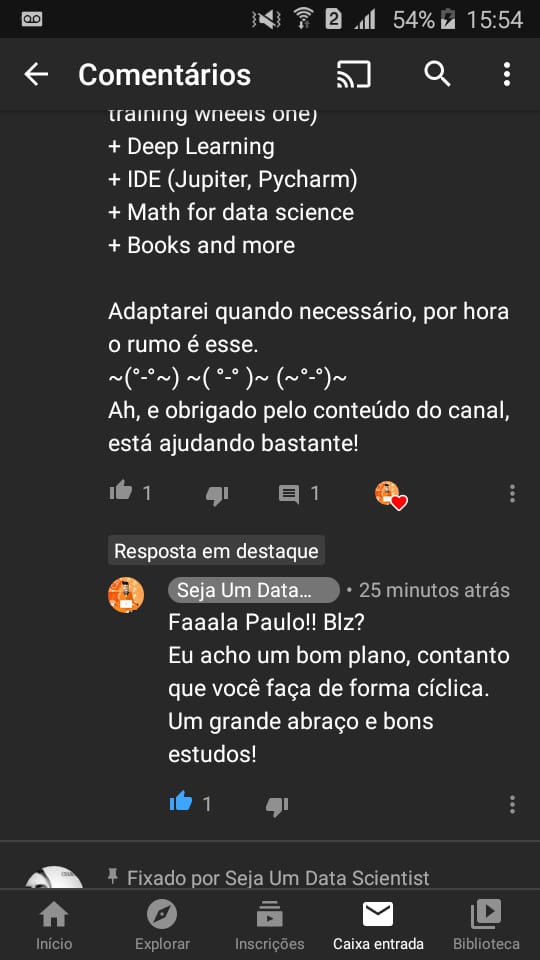 2 54% 15:54
Comentários
training wheels one)
+ Deep Learning
+ IDE (Jupiter, Pycharm)
+ Math for data science
+ Books and more
Adaptarei quando necessário, por hora
o rumo é esse.
~(°-°~) ~( °-° )~ (~°-°)~
Ah, e obrigado pelo conteúdo do canal,
está ajudando bastante!
1 1
Resposta em destaque
Seja Um Data... • 25 minutos atrás
Faaala Paulo!! Blz?
Eu acho um bom plano, contanto
que você faça de forma cíclica.
Um grande abraço e bons
estudos!
1
Fixado por Seja Um Data Scientist
Início Explorar Inscrições Caixa entrada Biblioteca